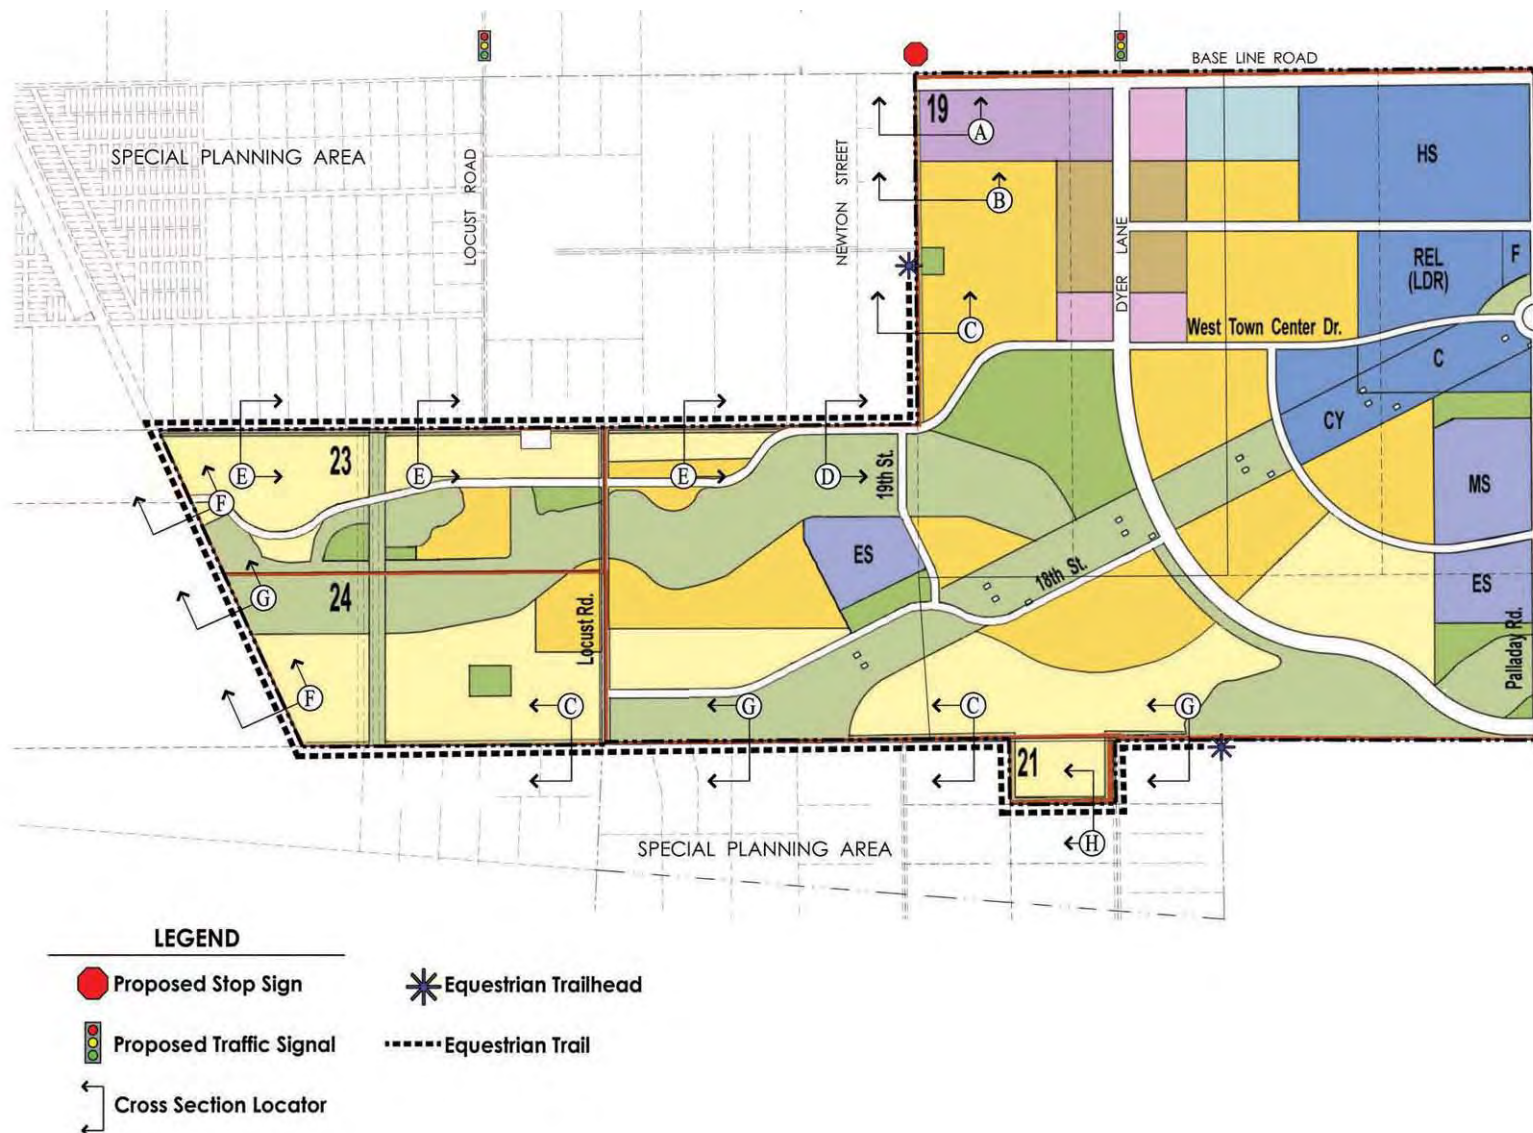 BASE LINE ROAD
SPECIAL PLANNING AREA
LOCUST ROAD
NEWTON STREET
19
A
HS
B
DYER LANE
REL
(LDR)
F
C
West Town Center Dr.
C
CY
23
E
E
E
D
19th St.
F
MS
ES
18th St.
ES
24
G
Locust Rd.
Palladay Rd.
F
C
G
C
G
21
H
SPECIAL PLANNING AREA
LEGEND
Proposed Stop Sign
Equestrian Trailhead
Proposed Traffic Signal
Equestrian Trail
Cross Section Locator